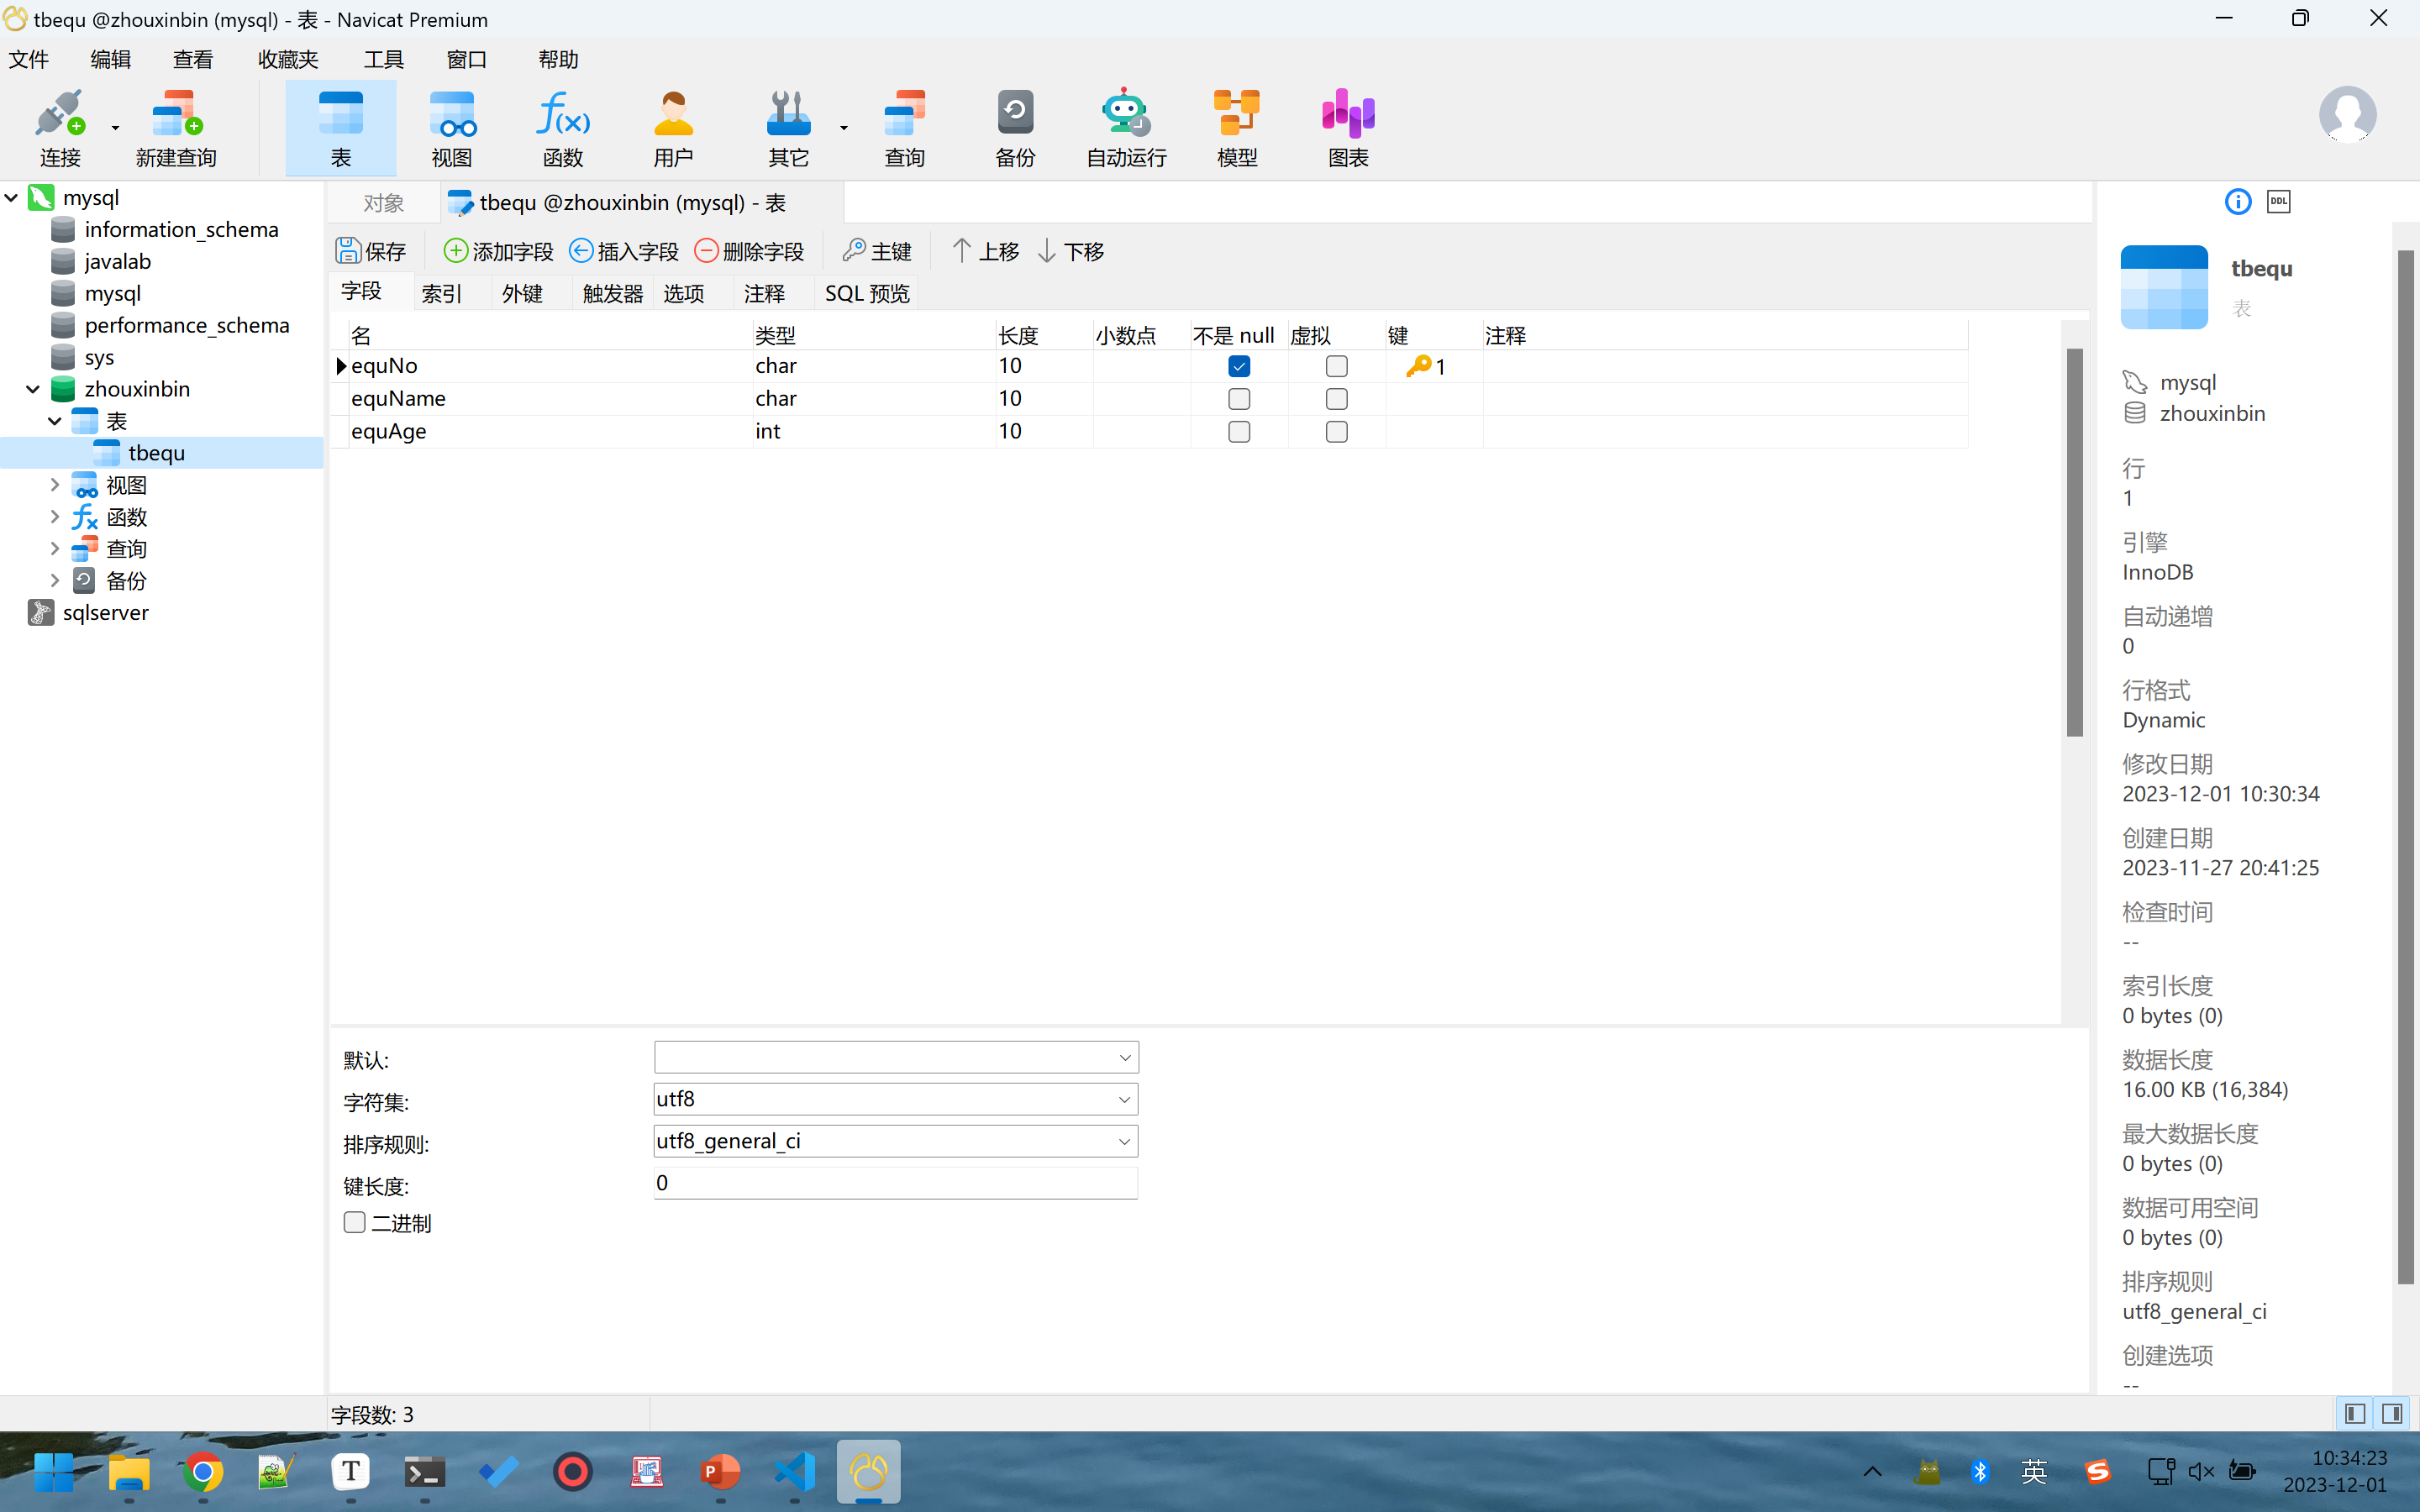 tbequ @zhouxinbin (mysql) - 表 - Navicat Premium
文件 编辑 查看 收藏夹 工具 窗口 帮助
连接 新建查询 表 视图 函数 用户 其它 查询 备份 自动运行 模型 图表
mysql
information_schema
javalab
mysql
performance_schema
sys
zhouxinbin
表
tbequ
视图
函数
查询
备份
sqlserver
对象 tbequ @zhouxinbin (mysql) - 表
保存 添加字段 插入字段 删除字段 主键 上移 下移
字段 索引 外键 触发器 选项 注释 SQL 预览
名 类型 长度 小数点 不是 null 虚拟 键 注释
equNo char 10 1
equName char 10
equAge int 10
默认:
字符集: utf8
排序规则: utf8_general_ci
键长度: 0
二进制
DDL
tbequ
表
mysql
zhouxinbin
行
1
引擎
InnoDB
自动递增
0
行格式
Dynamic
修改日期
2023-12-01 10:30:34
创建日期
2023-11-27 20:41:25
检查时间
--
索引长度
0 bytes (0)
数据长度
16.00 KB (16,384)
最大数据长度
0 bytes (0)
数据可用空间
0 bytes (0)
排序规则
utf8_general_ci
创建选项
--
字段数: 3
英
10:34:23
2023-12-01